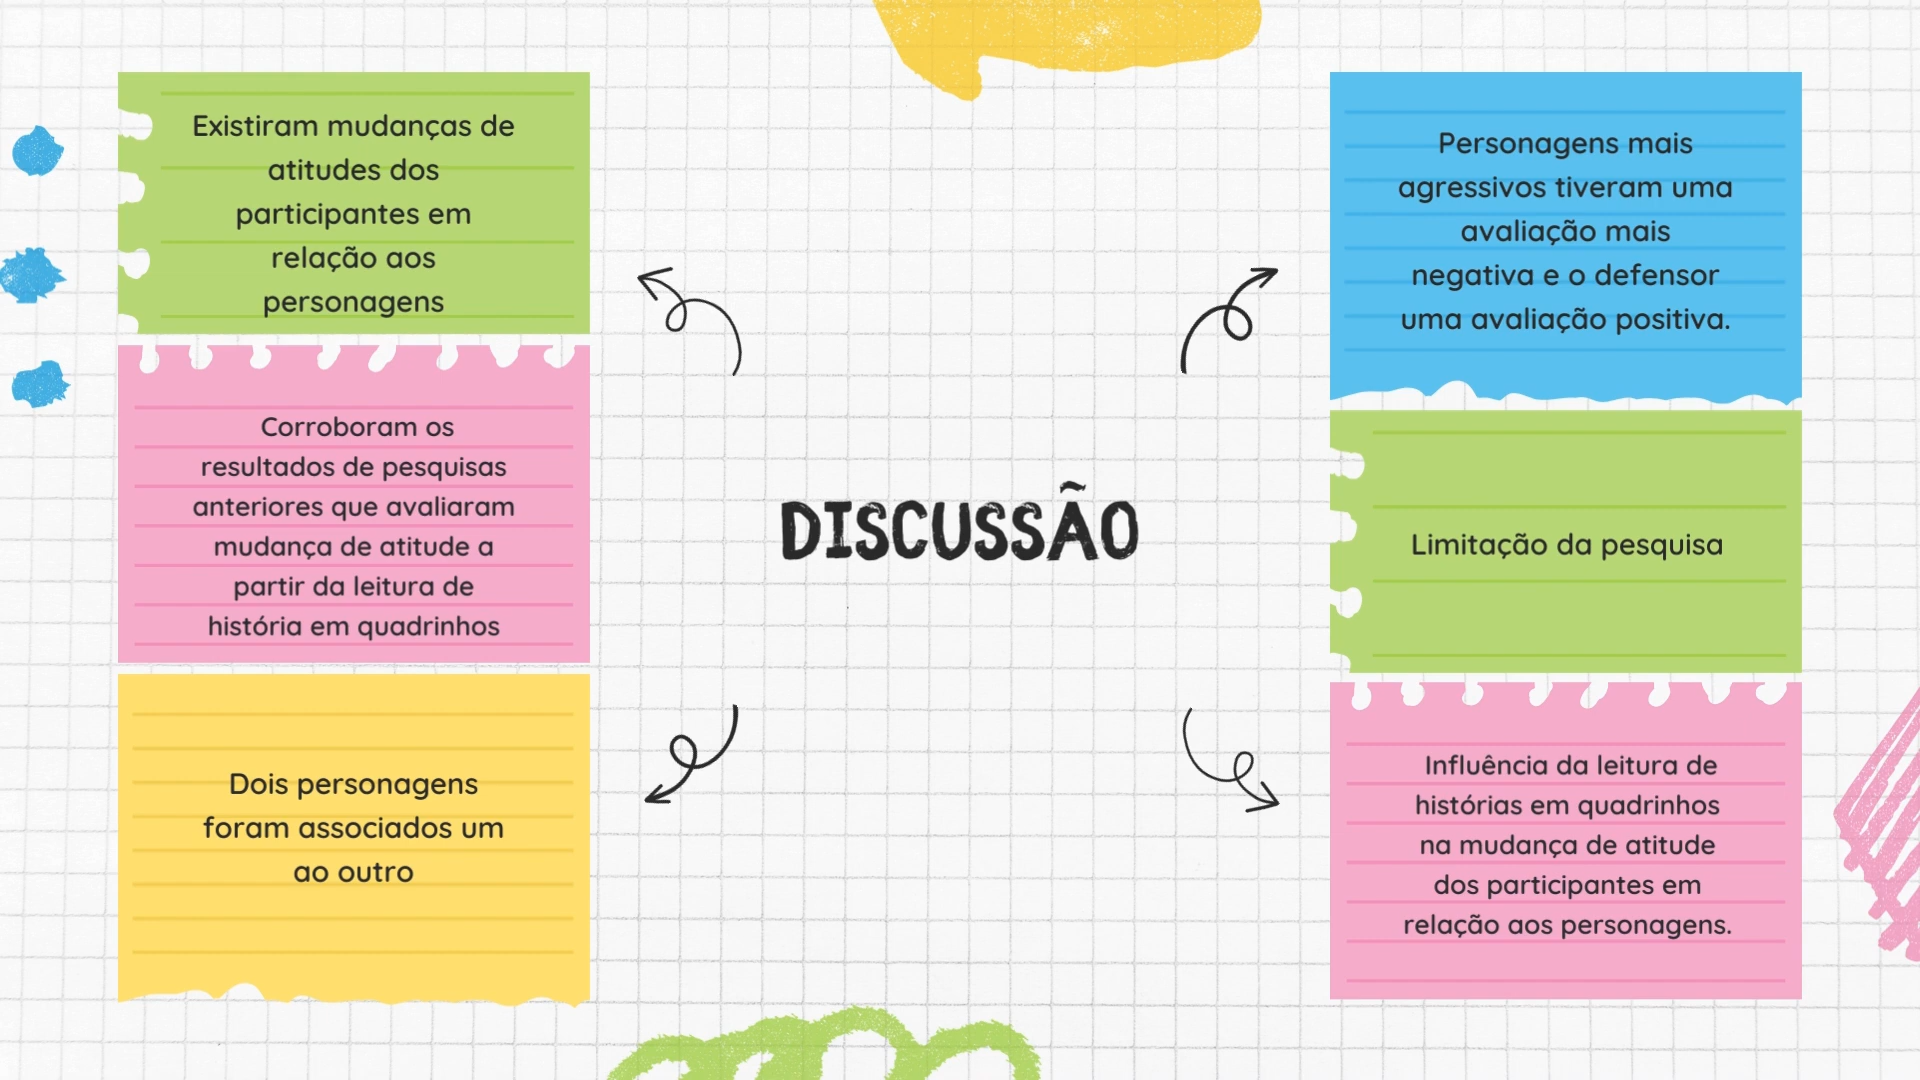 Existiram mudanças de
atitudes dos
participantes em
relação aos
personagens
Corroboram os
resultados de pesquisas
anteriores que avaliaram
mudança de atitude a
partir da leitura de
história em quadrinhos
Dois personagens
foram associados um
ao outro
DISCUSSÃO
Personagens mais
agressivos tiveram uma
avaliação mais
negativa e o defensor
uma avaliação positiva.
Limitação da pesquisa
Influência da leitura de
histórias em quadrinhos
na mudança de atitude
dos participantes em
relação aos personagens.